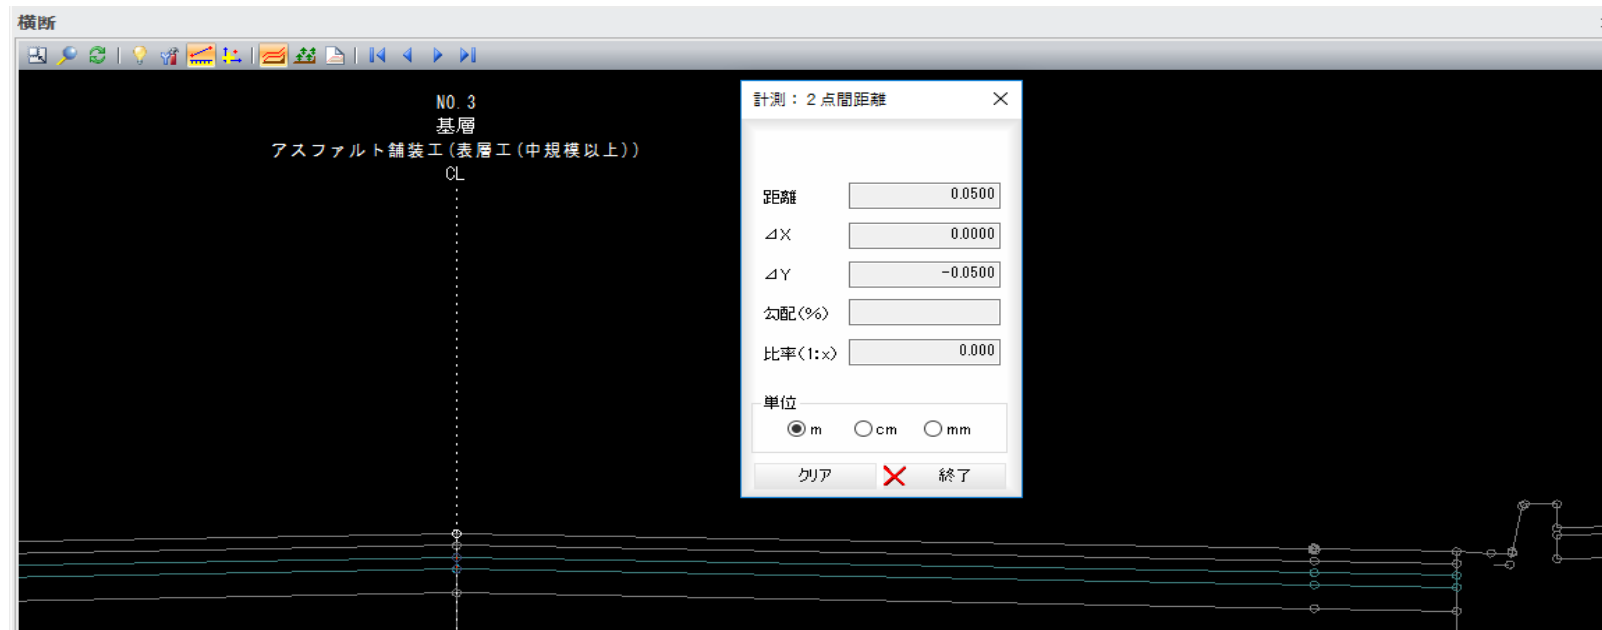 横断
NO.3
基層
アスファルト舗装工(表層工(中規模以上))
CL
計測：２点間距離
距離 0.0500
⊿X 0.0000
⊿Y -0.0500
勾配(%)
比率(1:x) 0.000
単位
m cm mm
クリア 終了